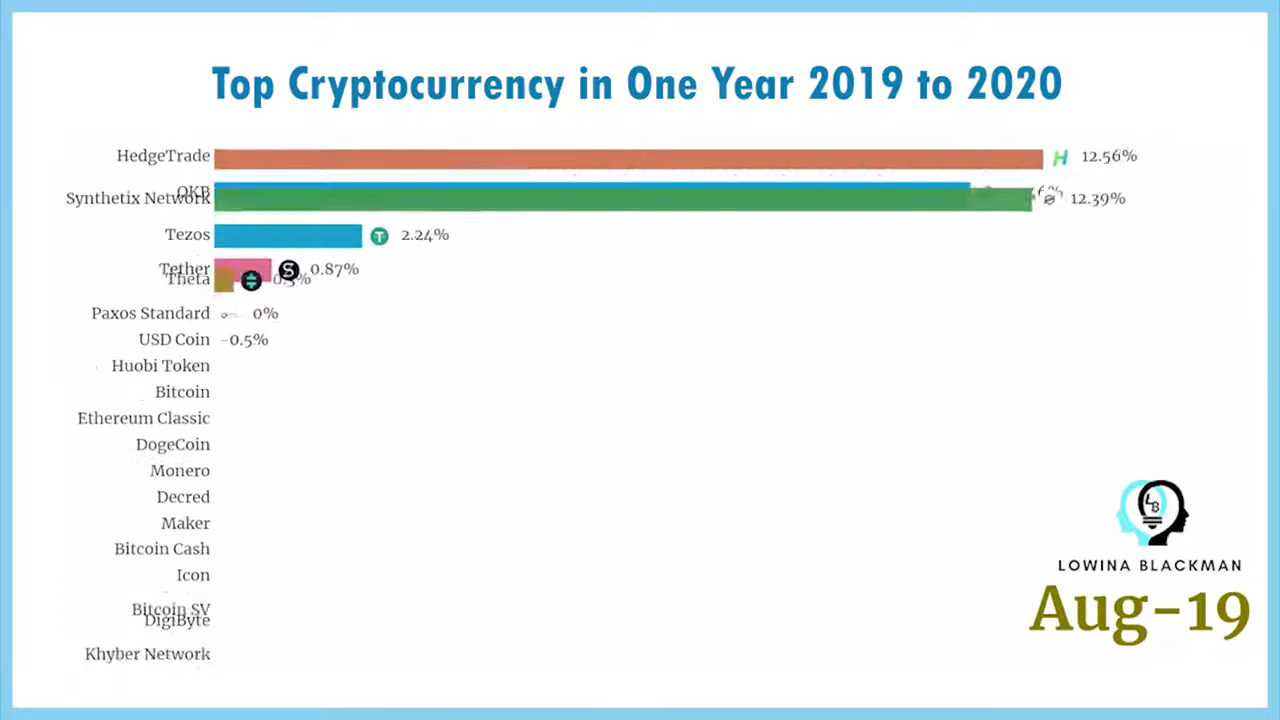 Top Cryptocurrency in One Year 2019 to 2020
HedgeTrade 12.56%
OKB
Synthetix Network 12.39%
Tezos 2.24%
Tether 0.87%
Theta
Paxos Standard 0%
USD Coin -0.5%
Huobi Token
Bitcoin
Ethereum Classic
DogeCoin
Monero
Decred
Maker
Bitcoin Cash
Icon
Bitcoin SV
DigiByte
Khyber Network
LB
LOWINA BLACKMAN
Aug-19